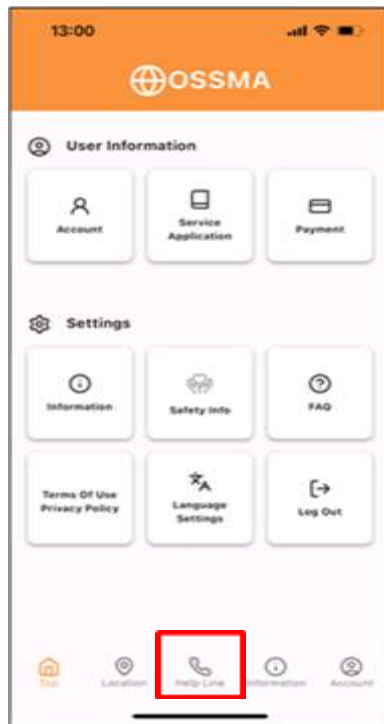 13:00
OSSMA
User Information
Account
Service
Application
Payment
Settings
Information
Safety Info
FAQ
Terms Of Use
Privacy Policy
Language
Settings
Log Out
Top
Location
Help Line
Information
Account